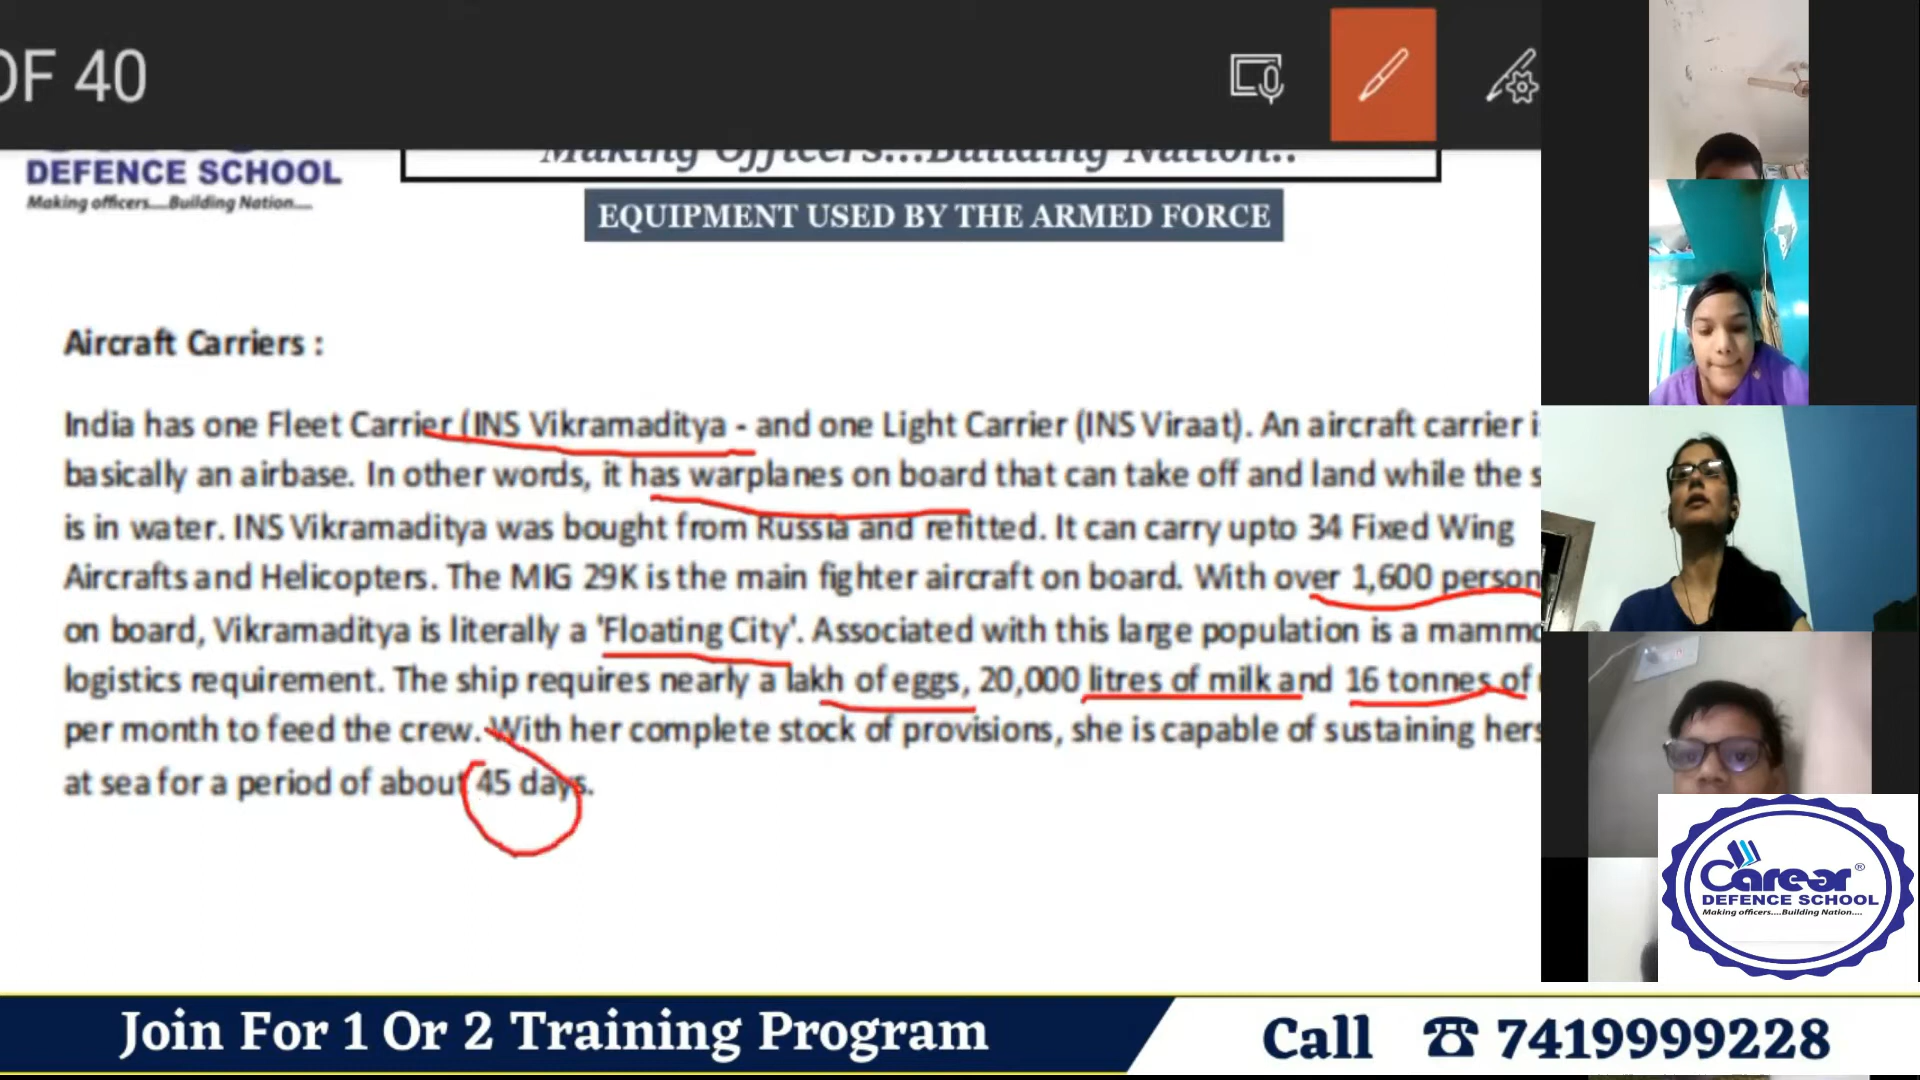 OF 40
DEFENCE SCHOOL
Making officers....Building Nation....
Making Officers...Building Nation..
EQUIPMENT USED BY THE ARMED FORCE
Aircraft Carriers :
India has one Fleet Carrier (INS Vikramaditya - and one Light Carrier (INS Viraat). An aircraft carrier i
basically an airbase. In other words, it has warplanes on board that can take off and land while the s
is in water. INS Vikramaditya was bought from Russia and refitted. It can carry upto 34 Fixed Wing
Aircrafts and Helicopters. The MIG 29K is the main fighter aircraft on board. With over 1,600 person
on board, Vikramaditya is literally a 'Floating City'. Associated with this large population is a mammo
logistics requirement. The ship requires nearly a lakh of eggs, 20,000 litres of milk and 16 tonnes of
per month to feed the crew. With her complete stock of provisions, she is capable of sustaining hers
at sea for a period of about 45 days.
Carear®
DEFENCE SCHOOL
Making officers....Building Nation....
Join For 1 Or 2 Training Program
Call ☎ 7419999228